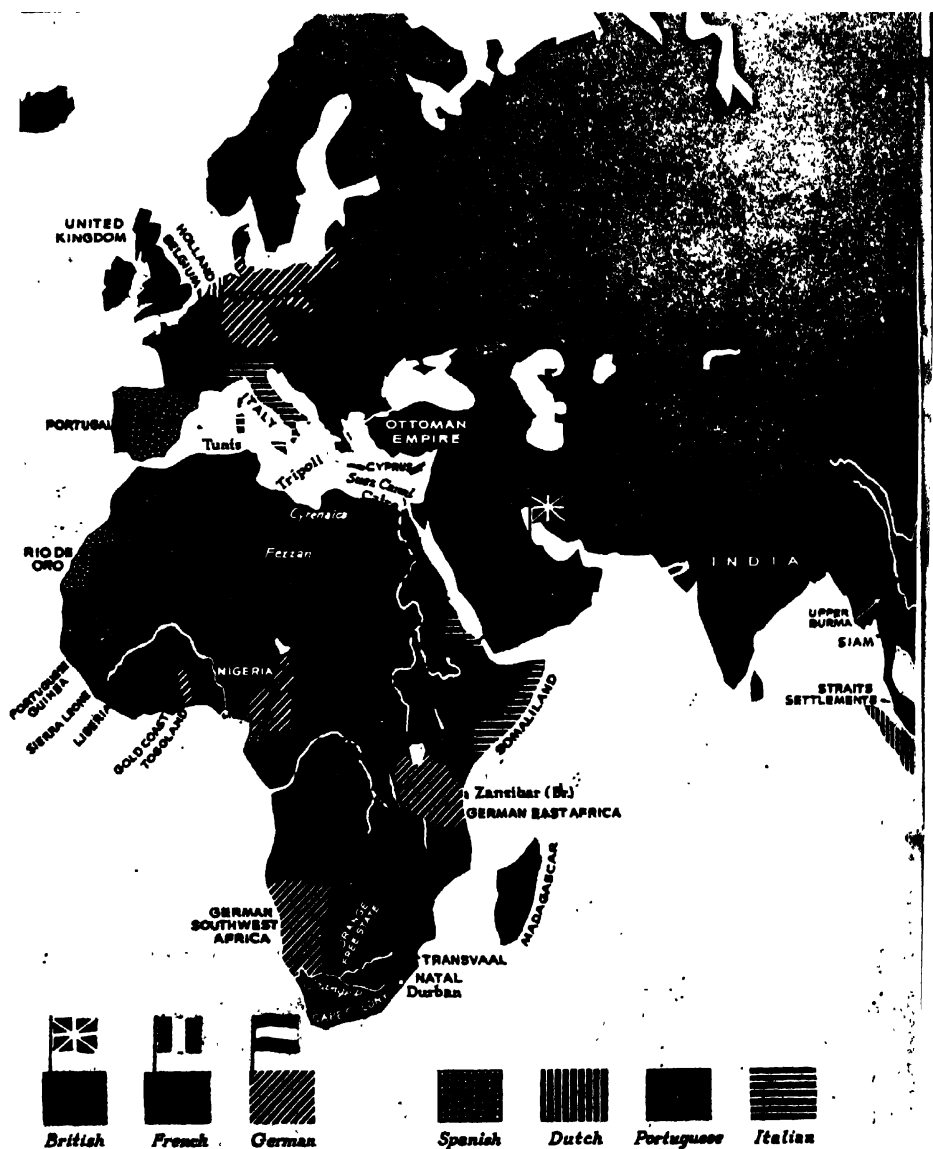 UNITED
KINGDOM
HOLLAND
BELGIUM
PORTUGAL
ITALY
Tunis
Tripoli
OTTOMAN
EMPIRE
CYPRUS
Suez Canal
Cyrenaica
Fezzan
RIO DE
ORO
INDIA
UPPER
BURMA
SIAM
STRAITS
SETTLEMENTS
NIGERIA
PORTUGUESE
GUINEA
SIERRA LEONE
LIBERIA
GOLD COAST
TOGOLAND
SOMALILAND
Zanzibar (Br.)
GERMAN EAST AFRICA
MADAGASCAR
GERMAN
SOUTHWEST
AFRICA
ORANGE
FREE STATE
TRANSVAAL
NATAL
Durban
CAPE COLONY
British
French
German
Spanish
Dutch
Portuguese
Italian